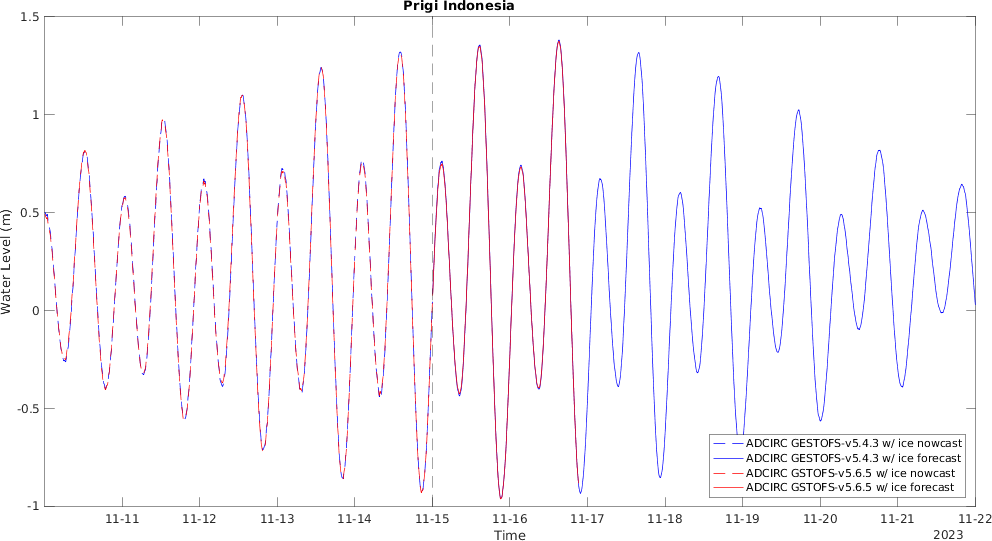 Prigi Indonesia
1.5
1
0.5
0
-0.5
-1
Water Level (m)
ADCIRC GESTOFS-v5.4.3 w/ ice nowcast
ADCIRC GESTOFS-v5.4.3 w/ ice forecast
ADCIRC GSTOFS-v5.6.5 w/ ice nowcast
ADCIRC GSTOFS-v5.6.5 w/ ice forecast
11-11 11-12 11-13 11-14 11-15 11-16 11-17 11-18 11-19 11-20 11-21 11-22
Time
2023